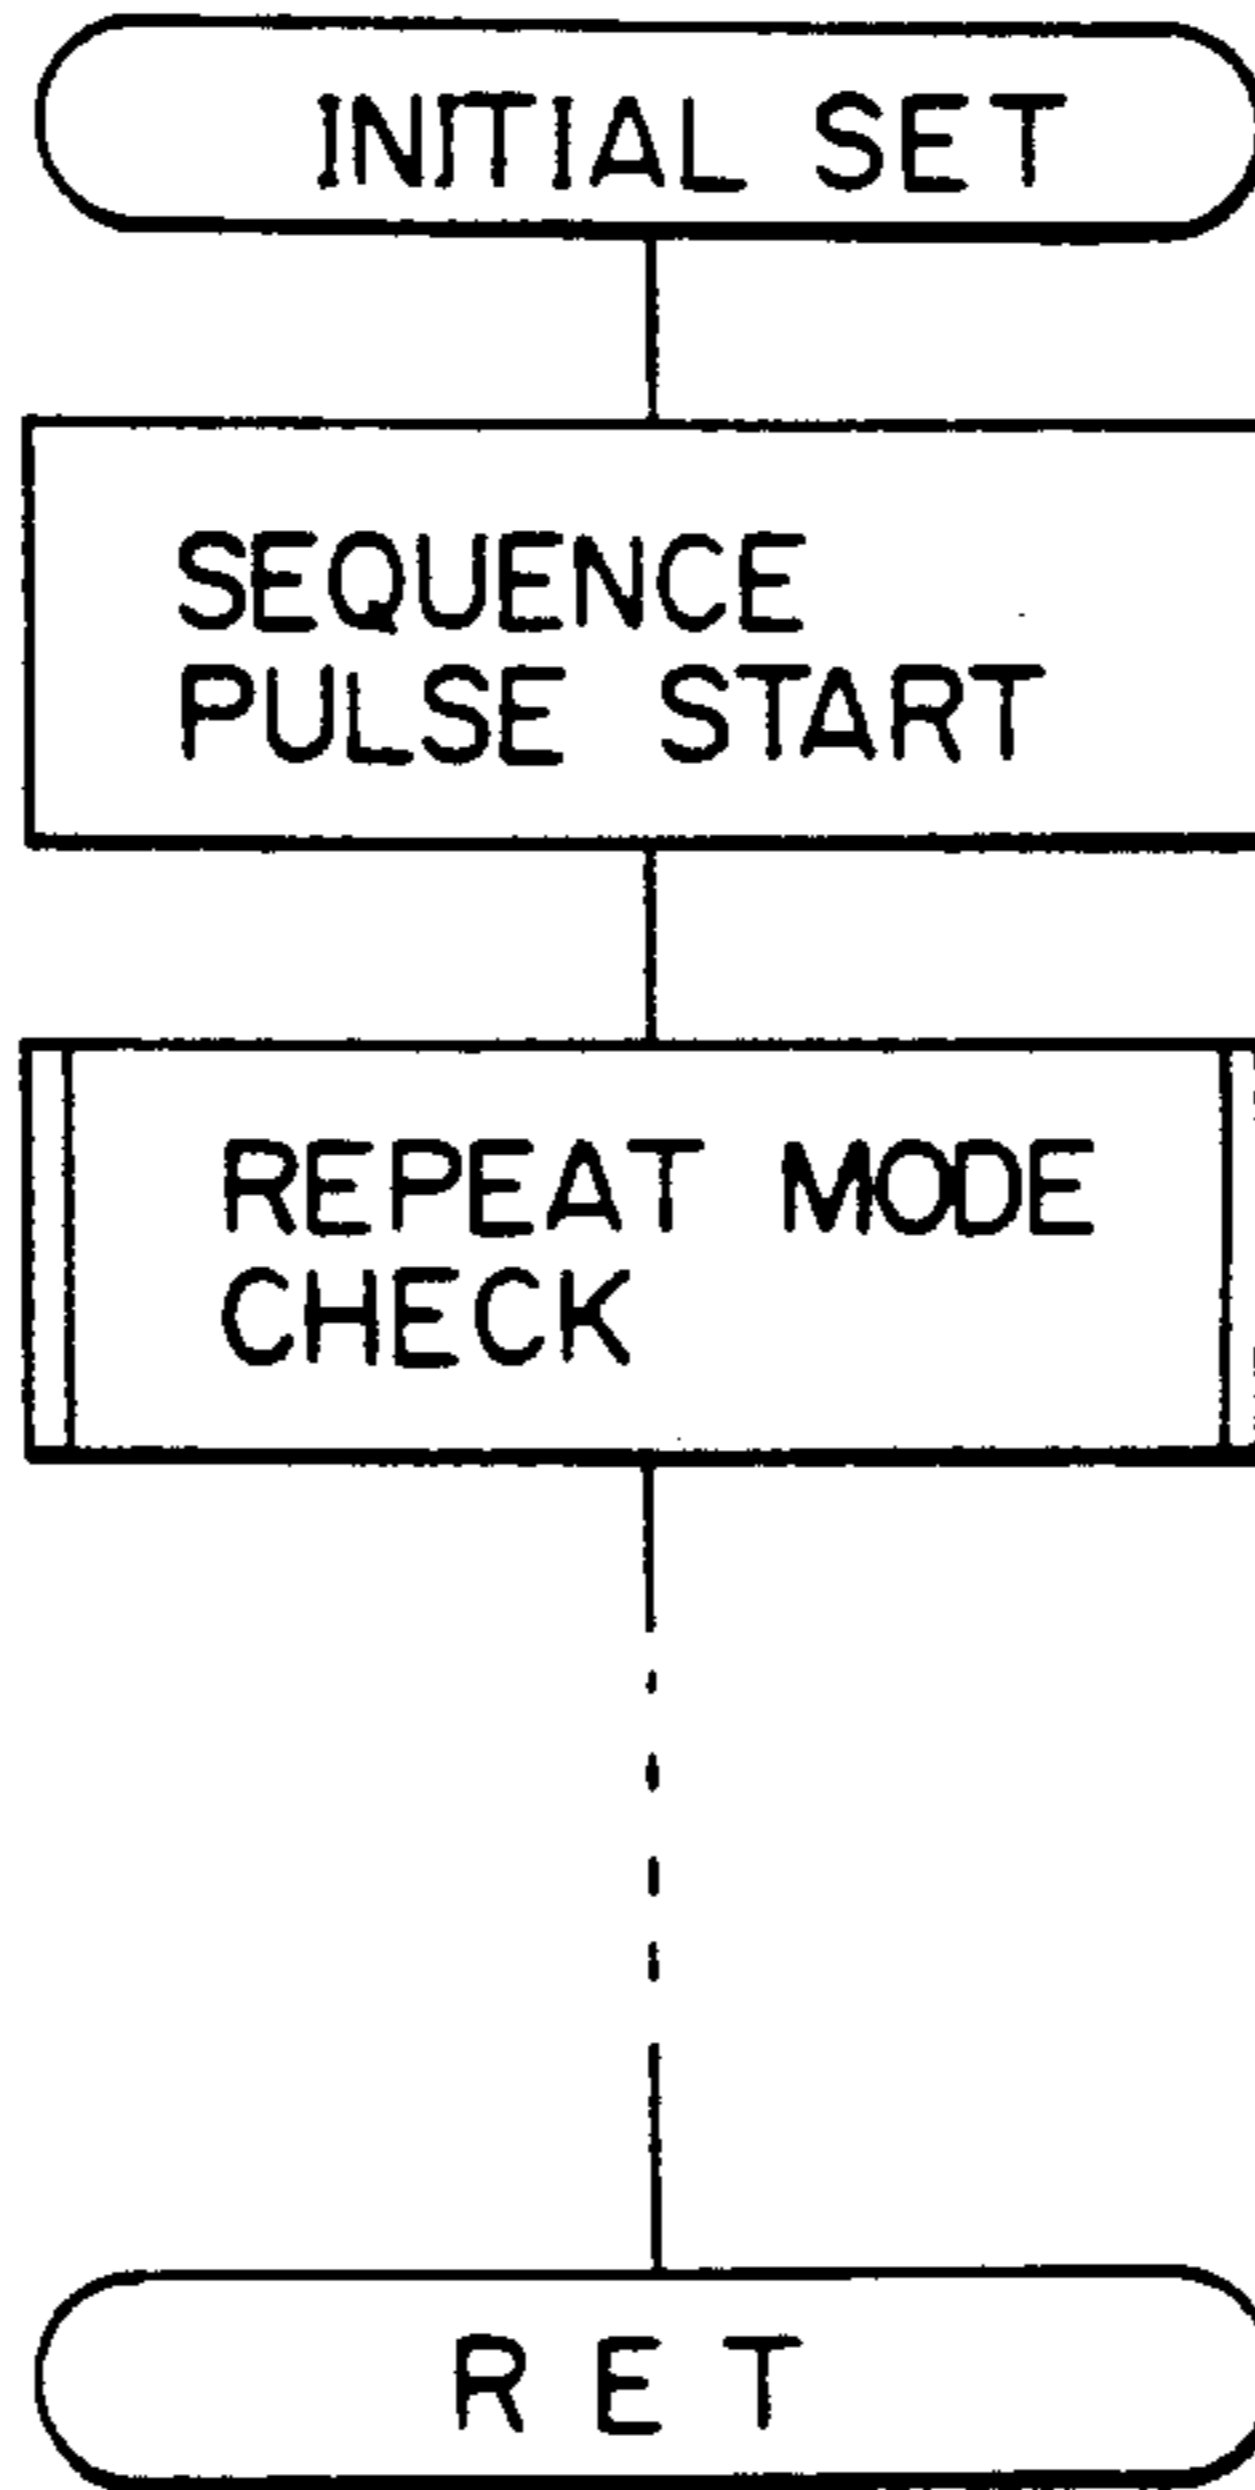 INITIAL SET
SEQUENCE
PULSE START
REPEAT MODE
CHECK
RET